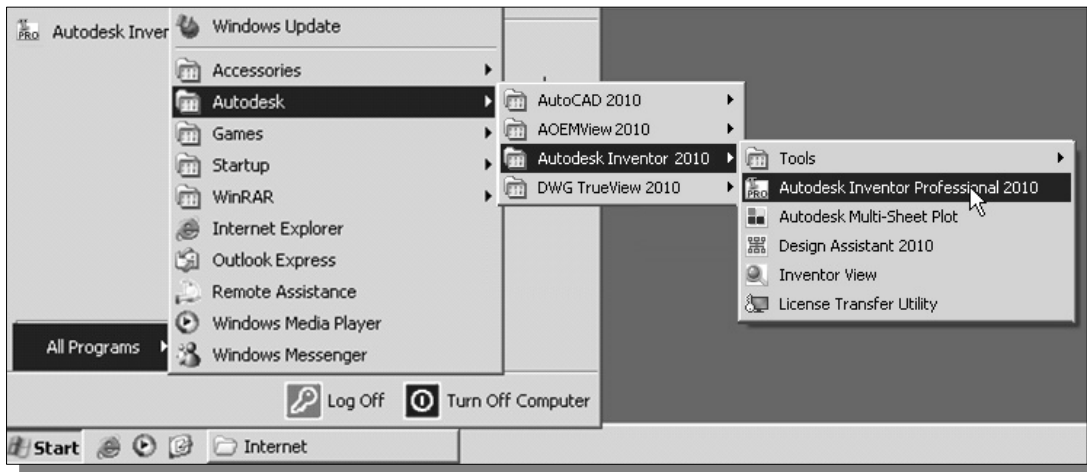 Autodesk Inver
Windows Update
Accessories
Autodesk
Games
Startup
WinRAR
Internet Explorer
Outlook Express
Remote Assistance
Windows Media Player
Windows Messenger
All Programs
AutoCAD 2010
AOEMView 2010
Autodesk Inventor 2010
DWG TrueView 2010
Tools
PRO Autodesk Inventor Professional 2010
Autodesk Multi-Sheet Plot
Design Assistant 2010
Inventor View
License Transfer Utility
Log Off
Turn Off Computer
Start
Internet